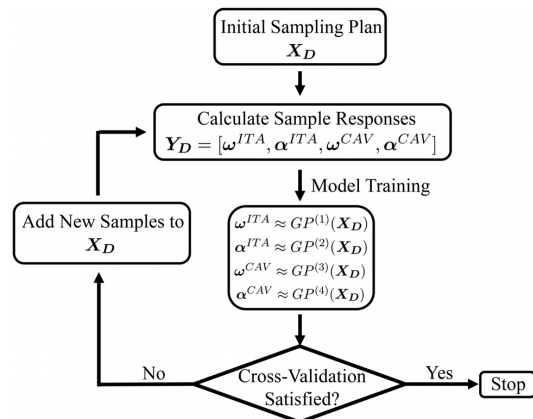 Initial Sampling Plan
X_D
Calculate Sample Responses
Y_D = [ω^{ITA}, α^{ITA}, ω^{CAV}, α^{CAV}]
Model Training
ω^{ITA} ≈ GP^{(1)}(X_D)
α^{ITA} ≈ GP^{(2)}(X_D)
ω^{CAV} ≈ GP^{(3)}(X_D)
α^{CAV} ≈ GP^{(4)}(X_D)
Add New Samples to
X_D
No
Cross-Validation
Satisfied?
Yes
Stop